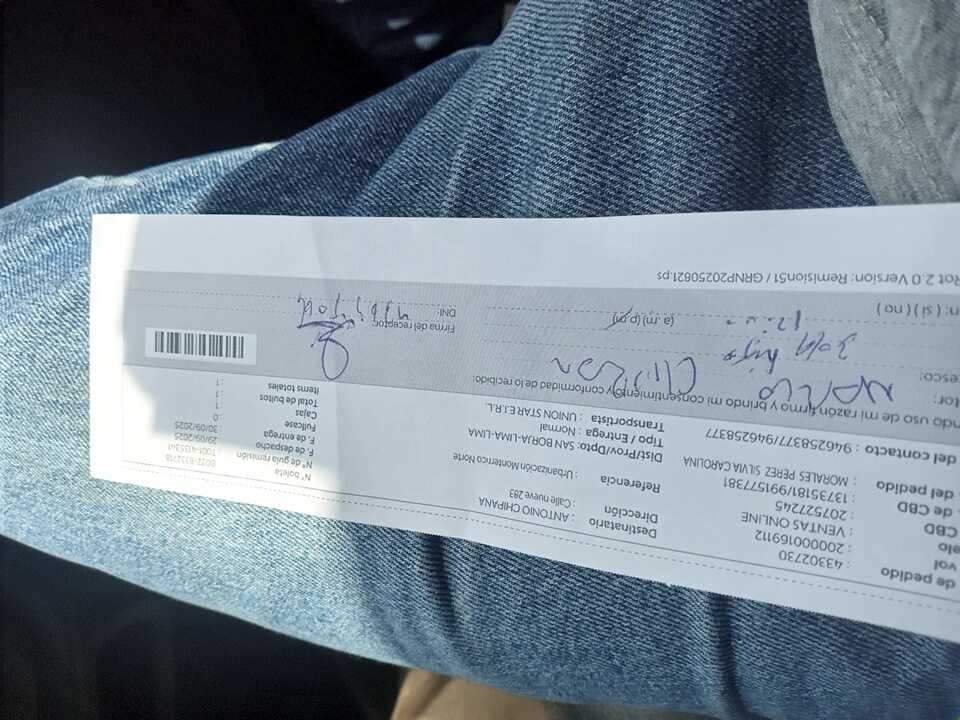 de pedido : 43302730
vol : 200000169112
elo : VENTAS ONLINE
CBD : 207527245
de CBD : 13735181/991577381
del pedido : MORALES PEREZ SILVIA CAROLINA
del contacto : 946258377/946258377
Destinatario : ANTONIO CHIPANA
Dirección : Calle nueve 283
Referencia : Urbanización Monterrico Norte
Dist/Prov/Dpto: SAN BORJA-LIMA-LIMA
Tipo / Entrega : Normal
Transportista : UNION STAR E.I.R.L.
N° boleta
N° de guía remisión
F. de despacho : 29/09/2025
F. de entrega : 30/09/2025
Fullcase : 0
Cajas : 1
Total de bultos : 1
Items totales : 1
ndo uso de mi razón firmo y brindo mi consentimiento y conformidad de lo recibido:
tor:
cesco:
n: ( si ) ( no )
(a.m) (p.m)
Firma del receptor:
DNI:
Rot 2.0 Version: Remision51 / GRNP20250821.ps